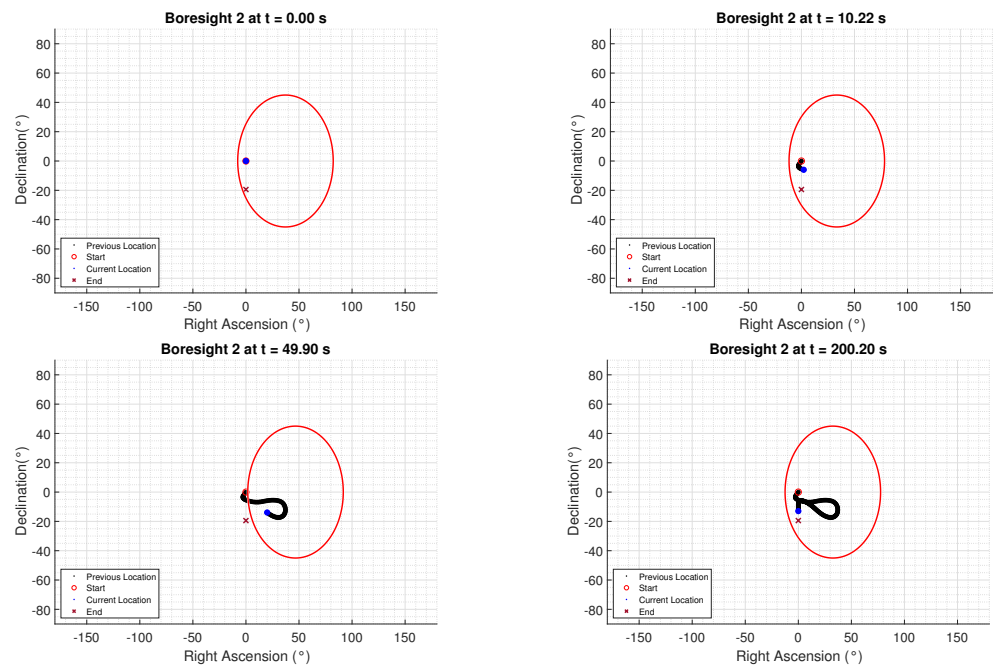 Boresight 2 at t = 0.00 s
Declination(°)
80
60
40
20
0
-20
-40
-60
-80
Previous Location
Start
Current Location
End
-150 -100 -50 0 50 100 150
Right Ascension (°)
Boresight 2 at t = 10.22 s
Declination(°)
80
60
40
20
0
-20
-40
-60
-80
Previous Location
Start
Current Location
End
-150 -100 -50 0 50 100 150
Right Ascension (°)
Boresight 2 at t = 49.90 s
Declination(°)
80
60
40
20
0
-20
-40
-60
-80
Previous Location
Start
Current Location
End
-150 -100 -50 0 50 100 150
Right Ascension (°)
Boresight 2 at t = 200.20 s
Declination(°)
80
60
40
20
0
-20
-40
-60
-80
Previous Location
Start
Current Location
End
-150 -100 -50 0 50 100 150
Right Ascension (°)